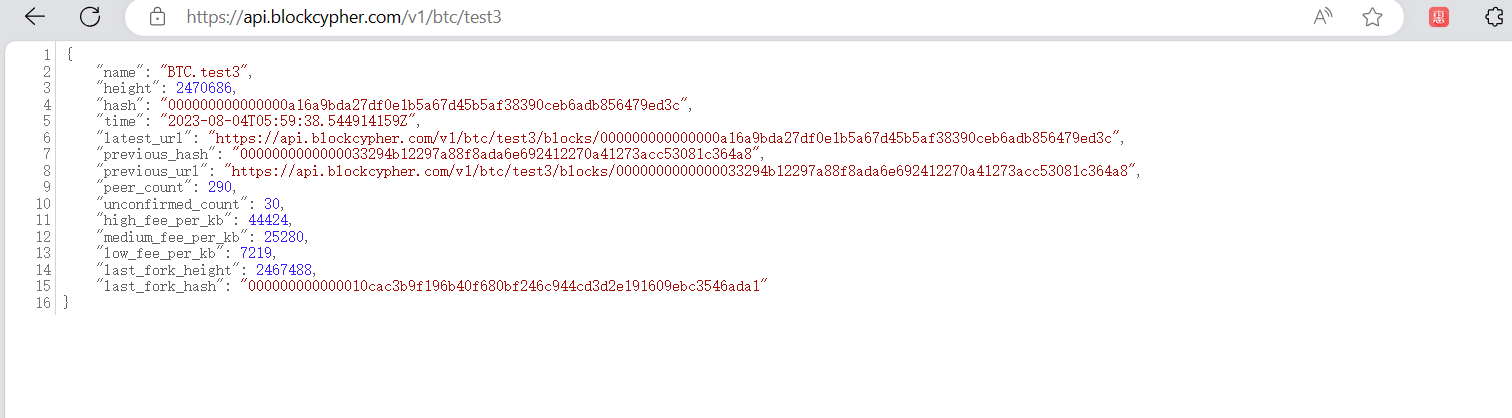 https://api.blockcypher.com/v1/btc/test3
A
惠
1 {
2 "name": "BTC.test3",
3 "height": 2470686,
4 "hash": "000000000000000a16a9bda27df0e1b5a67d45b5af38390ceb6adb856479ed3c",
5 "time": "2023-08-04T05:59:38.544914159Z",
6 "latest_url": "https://api.blockcypher.com/v1/btc/test3/blocks/000000000000000a16a9bda27df0e1b5a67d45b5af38390ceb6adb856479ed3c",
7 "previous_hash": "0000000000000033294b12297a88f8ada6e692412270a41273acc53081c364a8",
8 "previous_url": "https://api.blockcypher.com/v1/btc/test3/blocks/0000000000000033294b12297a88f8ada6e692412270a41273acc53081c364a8",
9 "peer_count": 290,
10 "unconfirmed_count": 30,
11 "high_fee_per_kb": 44424,
12 "medium_fee_per_kb": 25280,
13 "low_fee_per_kb": 7219,
14 "last_fork_height": 2467488,
15 "last_fork_hash": "000000000000010cac3b9f196b40f680bf246c944cd3d2e191609ebc3546ada1"
16 }